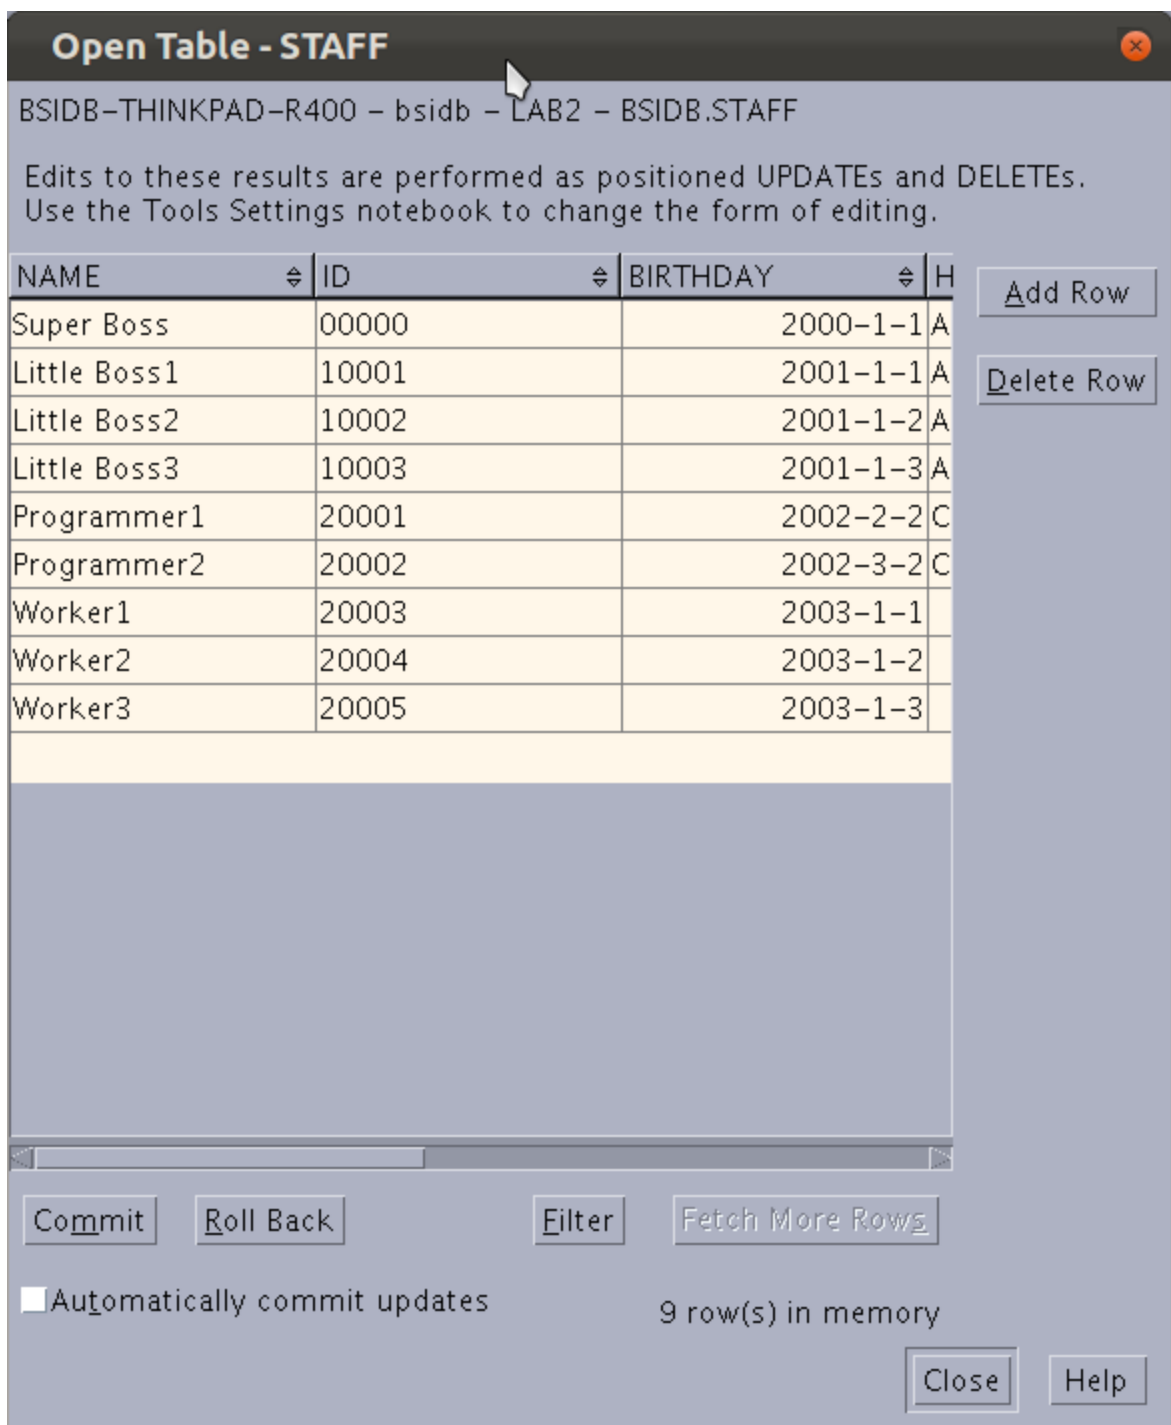 Open Table - STAFF
BSIDB-THINKPAD-R400 - bsidb - LAB2 - BSIDB.STAFF
Edits to these results are performed as positioned UPDATEs and DELETEs.
Use the Tools Settings notebook to change the form of editing.
NAME ID BIRTHDAY H
Super Boss 00000 2000-1-1 A
Little Boss1 10001 2001-1-1 A
Little Boss2 10002 2001-1-2 A
Little Boss3 10003 2001-1-3 A
Programmer1 20001 2002-2-2 C
Programmer2 20002 2002-3-2 C
Worker1 20003 2003-1-1
Worker2 20004 2003-1-2
Worker3 20005 2003-1-3
Add Row
Delete Row
Commit Roll Back Filter Fetch More Rows
Automatically commit updates
9 row(s) in memory
Close Help